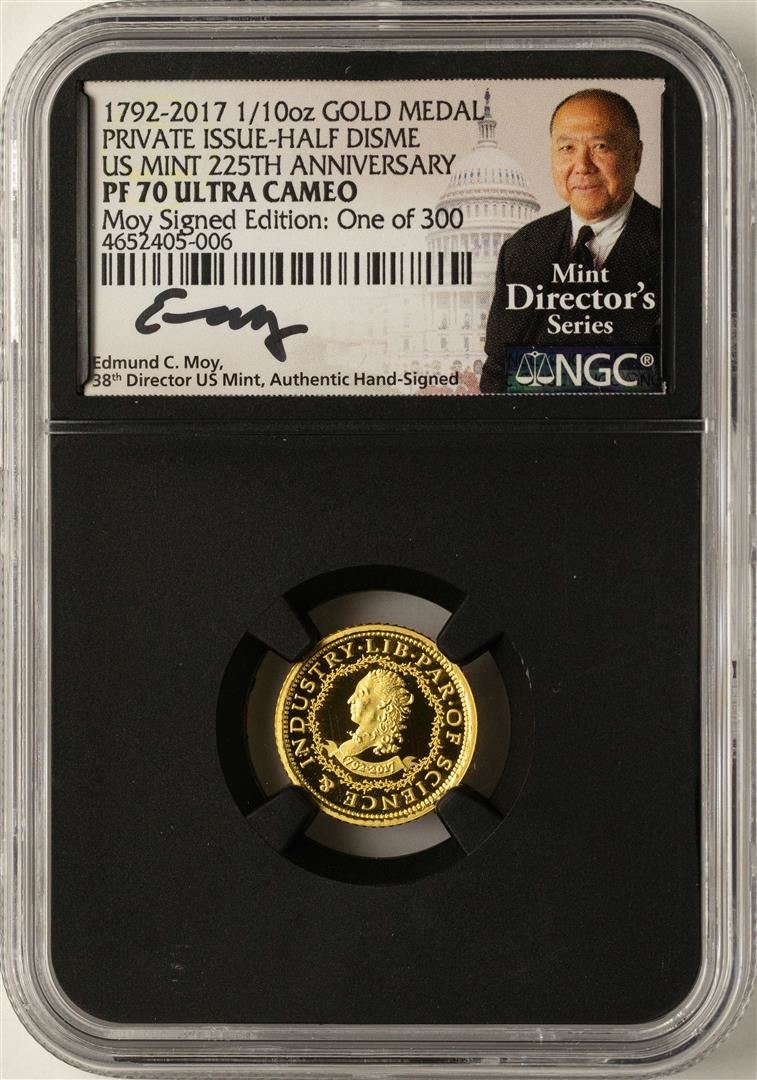 1792-2017 1/10oz GOLD MEDAL
PRIVATE ISSUE-HALF DISME
US MINT 225TH ANNIVERSARY
PF 70 ULTRA CAMEO
Moy Signed Edition: One of 300
4652405-006
Edmund C. Moy,
38th Director US Mint, Authentic Hand-Signed
Mint
Director's
Series
NGC®
LIB·PAR·OF SCIENCE & INDUSTRY·
1792·2017